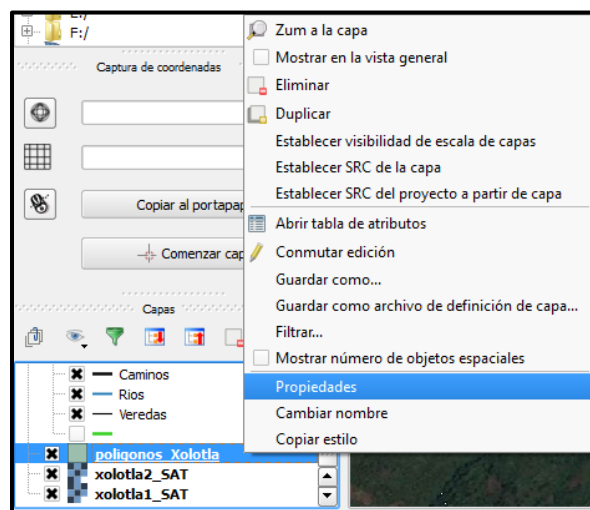 F:/
Captura de coordenadas
Copiar al portapap
Comenzar cap
Capas
Caminos
Rios
Veredas
poligonos_Xolotla
xolotla2_SAT
xolotla1_SAT
Zum a la capa
Mostrar en la vista general
Eliminar
Duplicar
Establecer visibilidad de escala de capas
Establecer SRC de la capa
Establecer SRC del proyecto a partir de capa
Abrir tabla de atributos
Conmutar edición
Guardar como...
Guardar como archivo de definición de capa...
Filtrar...
Mostrar número de objetos espaciales
Propiedades
Cambiar nombre
Copiar estilo